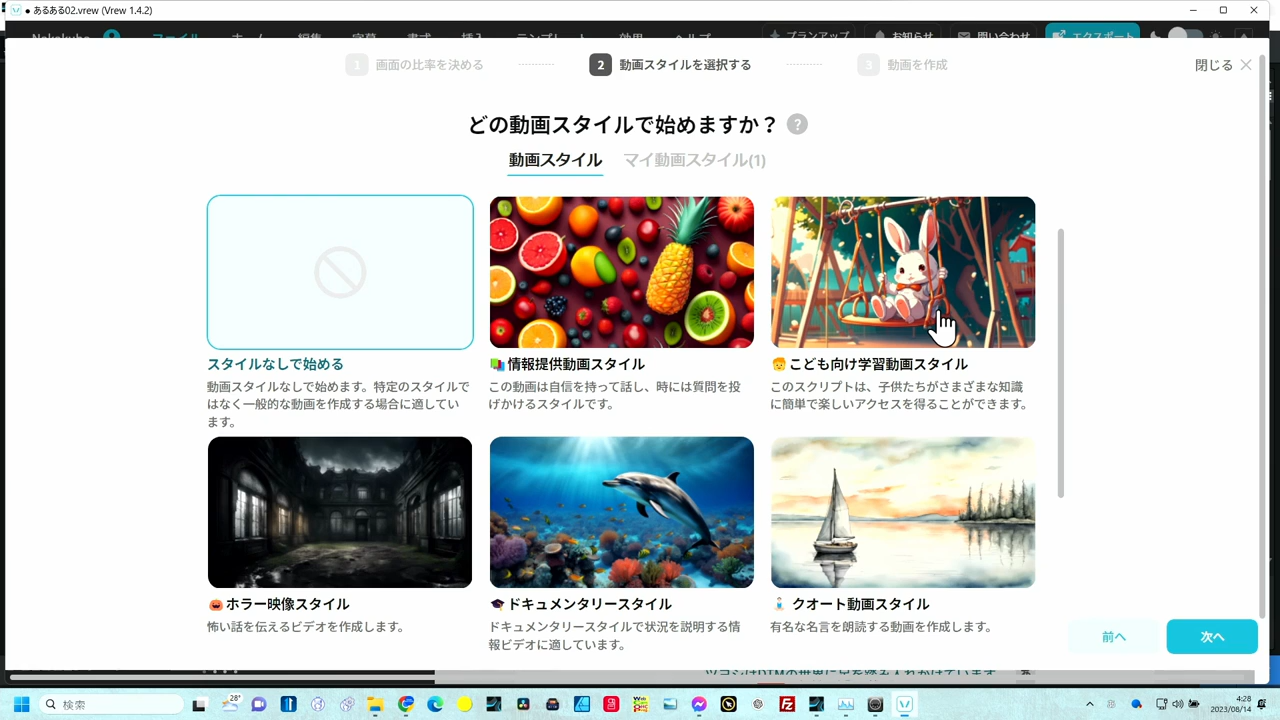 あるある02.vrew (Vrew 1.4.2)
Nekokubo ファイル ホーム 編集 字幕 書式 挿入 テンプレート 効果 ヘルプ プランアップ お知らせ 問い合わせ エクスポート
1 画面の比率を決める 2 動画スタイルを選択する 3 動画を作成 閉じる
どの動画スタイルで始めますか？ ?
動画スタイル マイ動画スタイル(1)
スタイルなしで始める
動画スタイルなしで始めます。特定のスタイルで
はなく一般的な動画を作成する場合に適してい
ます。
情報提供動画スタイル
この動画は自信を持って話し、時には質問を投
げかけるスタイルです。
こども向け学習動画スタイル
このスクリプトは、子供たちがさまざまな知識
に簡単で楽しいアクセスを得ることができます。
ホラー映像スタイル
怖い話を伝えるビデオを作成します。
ドキュメンタリースタイル
ドキュメンタリースタイルで状況を説明する情
報ビデオに適しています。
クオート動画スタイル
有名な名言を朗読する動画を作成します。
前へ 次へ
検索
28°
4:28
2023/08/14